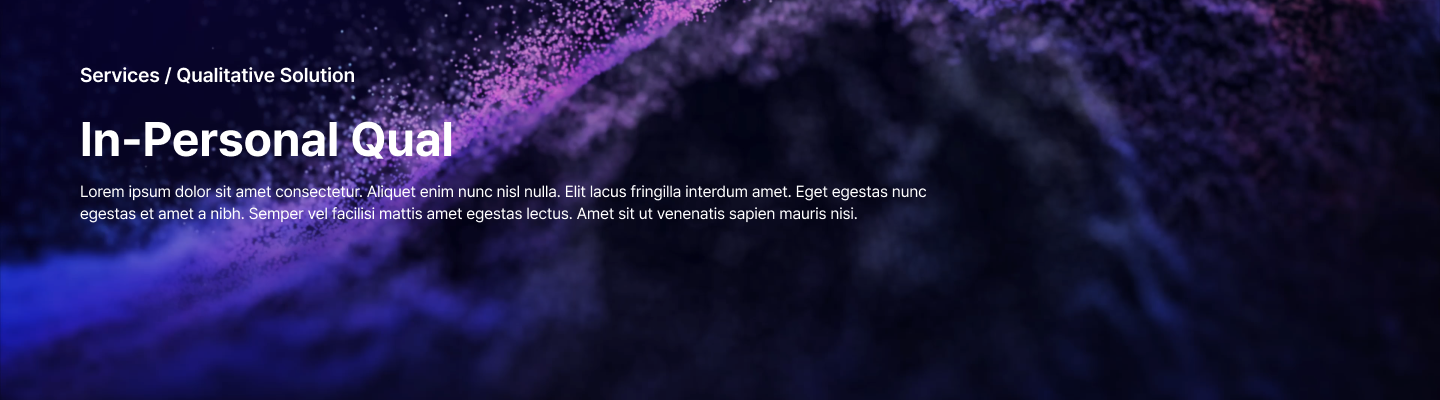 Services / Qualitative Solution
In-Personal Qual
Lorem ipsum dolor sit amet consectetur. Aliquet enim nunc nisl nulla. Elit lacus fringilla interdum amet. Eget egestas nunc
egestas et amet a nibh. Semper vel facilisi mattis amet egestas lectus. Amet sit ut venenatis sapien mauris nisi.